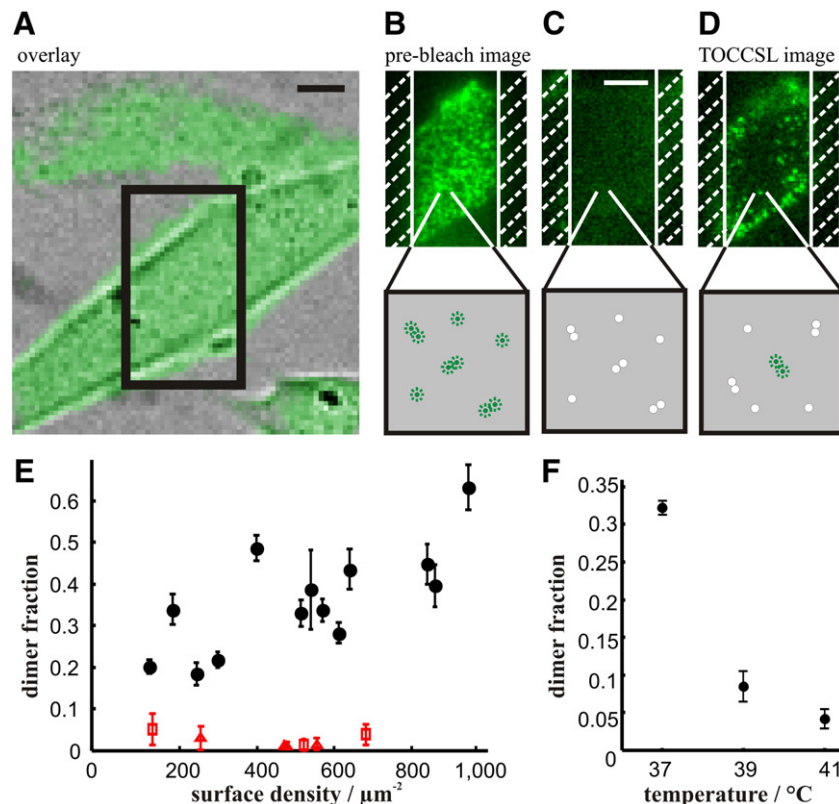 A
B
C
D
overlay
pre-bleach image
TOCCSL image
E
dimer fraction
0.6
0.5
0.4
0.3
0.2
0.1
0
0 200 400 600 800 1,000
surface density / µm⁻²
F
dimer fraction
0.35
0.3
0.25
0.2
0.15
0.1
0.05
0
37 39 41
temperature / °C